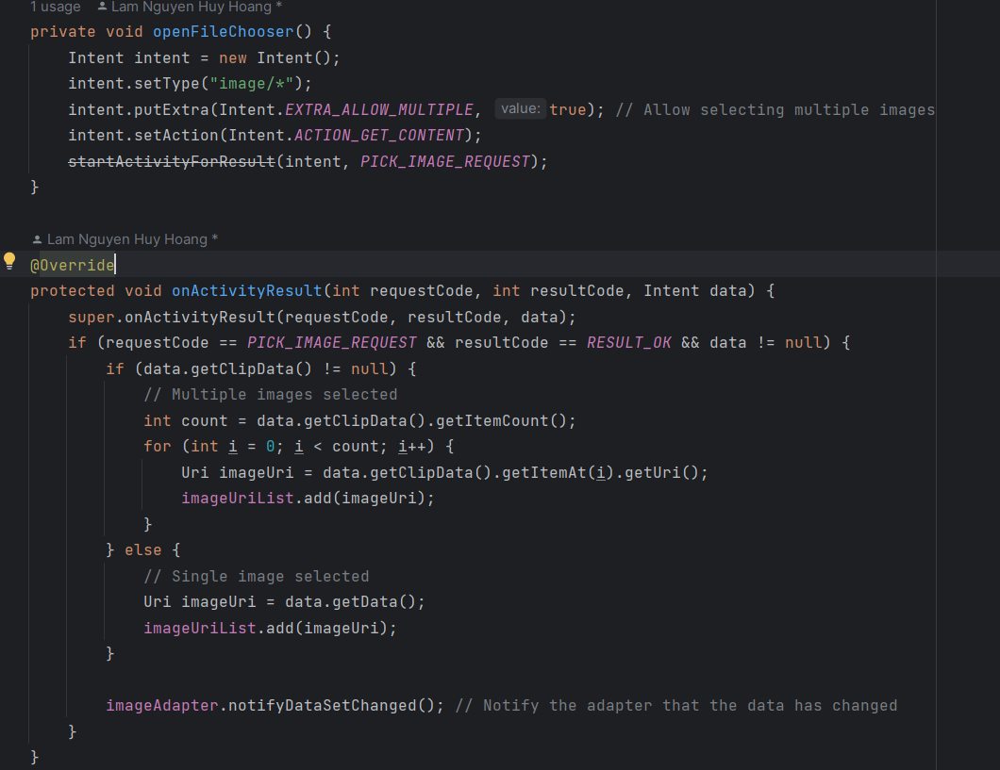 1 usage Lam Nguyen Huy Hoang *
private void openFileChooser() {
    Intent intent = new Intent();
    intent.setType("image/*");
    intent.putExtra(Intent.EXTRA_ALLOW_MULTIPLE, value: true); // Allow selecting multiple images
    intent.setAction(Intent.ACTION_GET_CONTENT);
    startActivityForResult(intent, PICK_IMAGE_REQUEST);
}
Lam Nguyen Huy Hoang *
@Override
protected void onActivityResult(int requestCode, int resultCode, Intent data) {
    super.onActivityResult(requestCode, resultCode, data);
    if (requestCode == PICK_IMAGE_REQUEST && resultCode == RESULT_OK && data != null) {
        if (data.getClipData() != null) {
            // Multiple images selected
            int count = data.getClipData().getItemCount();
            for (int i = 0; i < count; i++) {
                Uri imageUri = data.getClipData().getItemAt(i).getUri();
                imageUriList.add(imageUri);
            }
        } else {
            // Single image selected
            Uri imageUri = data.getData();
            imageUriList.add(imageUri);
        }
        imageAdapter.notifyDataSetChanged(); // Notify the adapter that the data has changed
    }
}